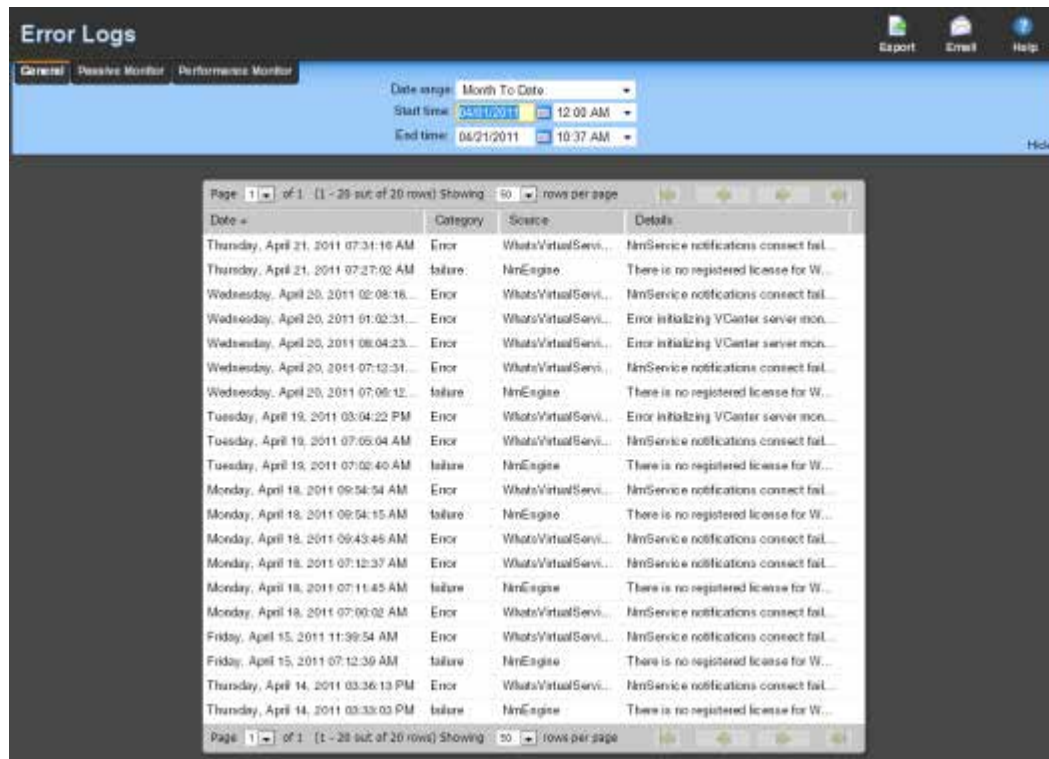 Error Logs
Export Email Help
General Passive Monitor Performance Monitor
Date range: Month To Date
Start time: 04/01/2011 12:00 AM
End time: 04/21/2011 10:37 AM
Hide
Page 1 of 1 (1 - 20 out of 20 rows) Showing 50 rows per page
Date Category Source Details
Thursday, April 21, 2011 07:31:16 AM Error WhatsVirtualServi... NmService notifications connect fail...
Thursday, April 21, 2011 07:27:02 AM failure NmEngine There is no registered license for W...
Wednesday, April 20, 2011 02:08:16... Error WhatsVirtualServi... NmService notifications connect fail...
Wednesday, April 20, 2011 01:02:31... Error WhatsVirtualServi... Error initializing VCenter server mon...
Wednesday, April 20, 2011 08:04:23... Error WhatsVirtualServi... Error initializing VCenter server mon...
Wednesday, April 20, 2011 07:12:31... Error WhatsVirtualServi... NmService notifications connect fail...
Wednesday, April 20, 2011 07:06:12... failure NmEngine There is no registered license for W...
Tuesday, April 19, 2011 03:04:22 PM Error WhatsVirtualServi... Error initializing VCenter server mon...
Tuesday, April 19, 2011 07:05:04 AM Error WhatsVirtualServi... NmService notifications connect fail...
Tuesday, April 19, 2011 07:02:40 AM failure NmEngine There is no registered license for W...
Monday, April 18, 2011 09:54:54 AM Error WhatsVirtualServi... NmService notifications connect fail...
Monday, April 18, 2011 09:54:15 AM failure NmEngine There is no registered license for W...
Monday, April 18, 2011 09:43:46 AM Error WhatsVirtualServi... NmService notifications connect fail...
Monday, April 18, 2011 07:12:37 AM Error WhatsVirtualServi... NmService notifications connect fail...
Monday, April 18, 2011 07:11:45 AM failure NmEngine There is no registered license for W...
Monday, April 18, 2011 07:00:02 AM Error WhatsVirtualServi... NmService notifications connect fail...
Friday, April 15, 2011 11:39:54 AM Error WhatsVirtualServi... NmService notifications connect fail...
Friday, April 15, 2011 07:12:39 AM failure NmEngine There is no registered license for W...
Thursday, April 14, 2011 03:36:13 PM Error WhatsVirtualServi... NmService notifications connect fail...
Thursday, April 14, 2011 03:33:03 PM failure NmEngine There is no registered license for W...
Page 1 of 1 (1 - 20 out of 20 rows) Showing 50 rows per page